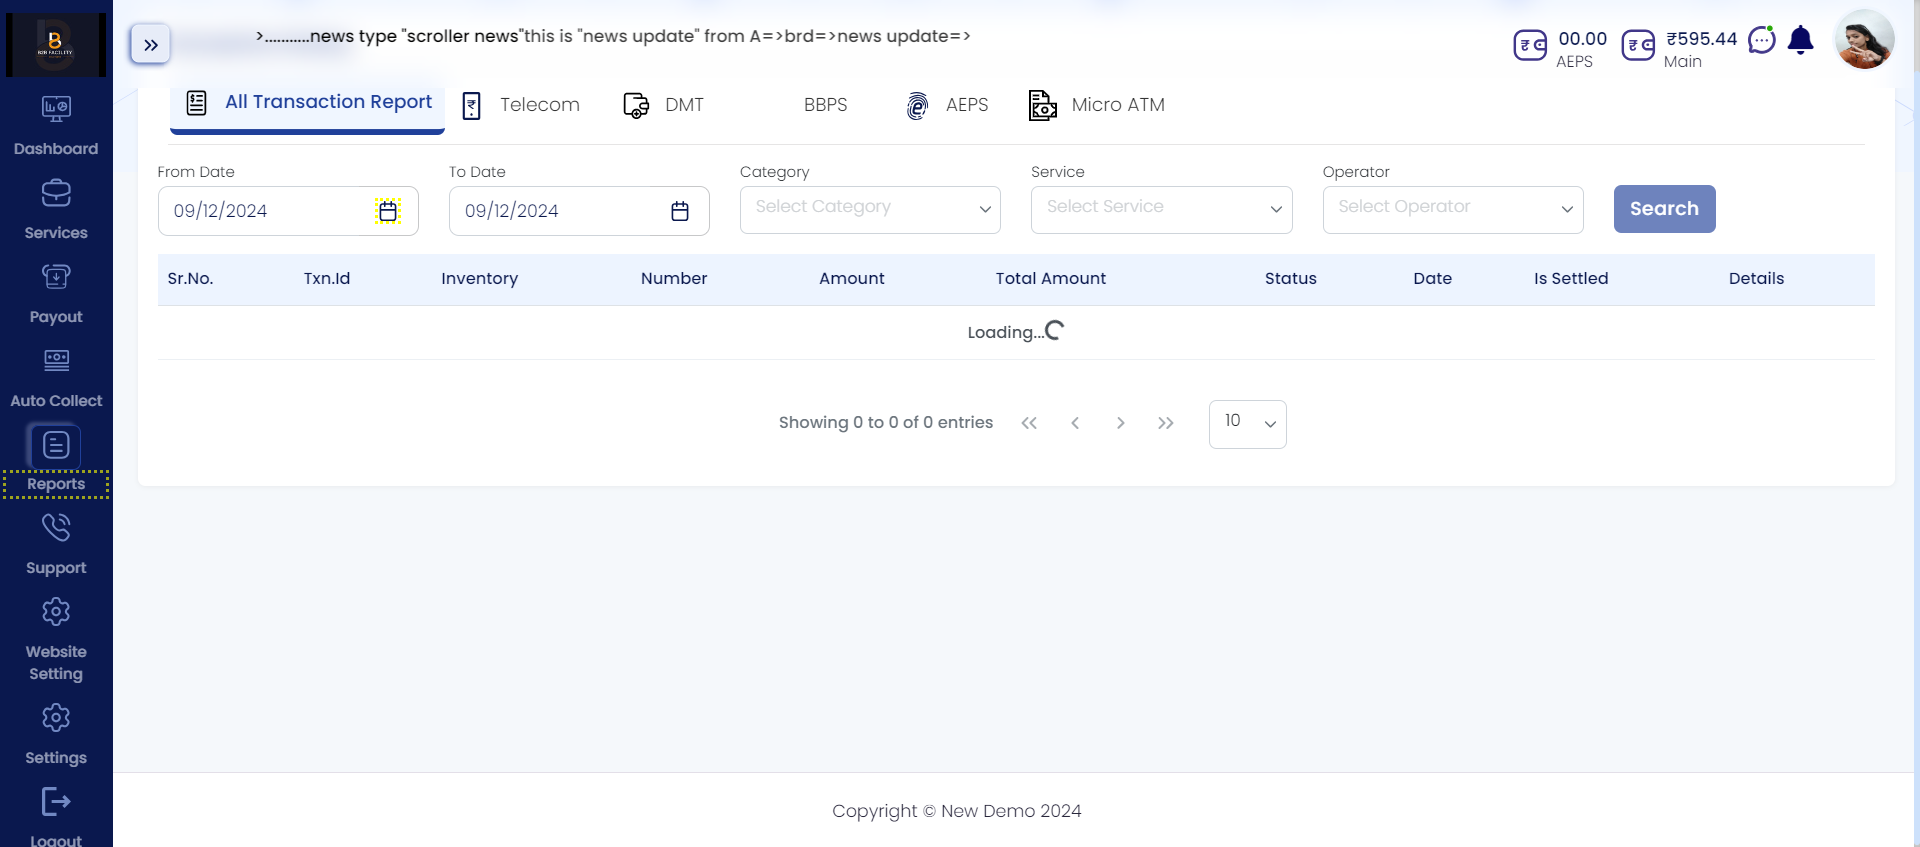 B2B FACILITY
>...........news type "scroller news"this is "news update" from A=>brd=>news update=>
₹ 00.00
AEPS
₹ ₹595.44
Main
Dashboard
Services
Payout
Auto Collect
Reports
Support
Website
Setting
Settings
Logout
All Transaction Report
Telecom
DMT
BBPS
AEPS
Micro ATM
From Date
To Date
Category
Service
Operator
09/12/2024
09/12/2024
Select Category
Select Service
Select Operator
Search
Sr.No. Txn.Id Inventory Number Amount Total Amount Status Date Is Settled Details
Loading...
Showing 0 to 0 of 0 entries
10
Copyright © New Demo 2024